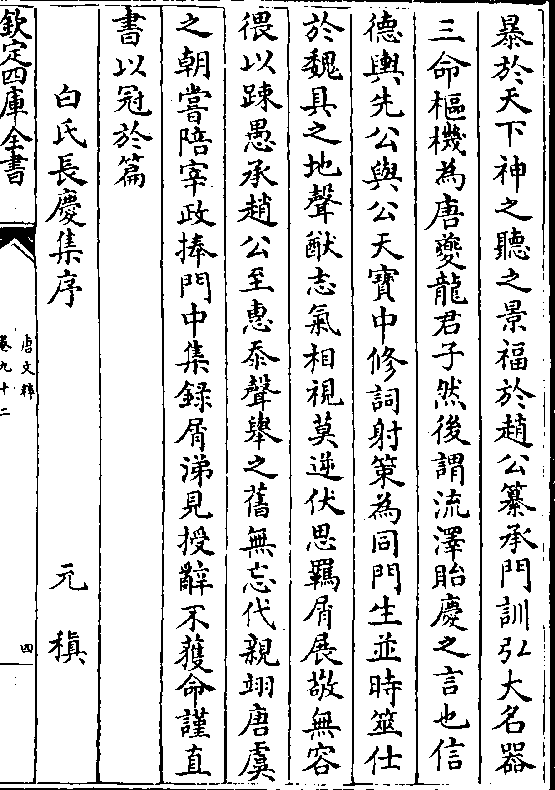 暴於天下神之聽之景福於趙公纂承門訓弘大名器
三命樞機為唐夔龍君子然後謂流澤貽慶之言也信
德輿先公與公天寶中修詞射策為同門生並時筮仕
於魏具之地聲猷志氣相視莫逆伏思羈屑展敬無容
猥以踈愚承趙公至惠忝聲舉之舊無忘代親翊唐虞
之朝嘗陪宰政捧門中集録屑涕見授辭不獲命謹直
書以冠於篇
白氏長慶集序 元稹
欽定四庫全書
唐文粹
卷九十二
四